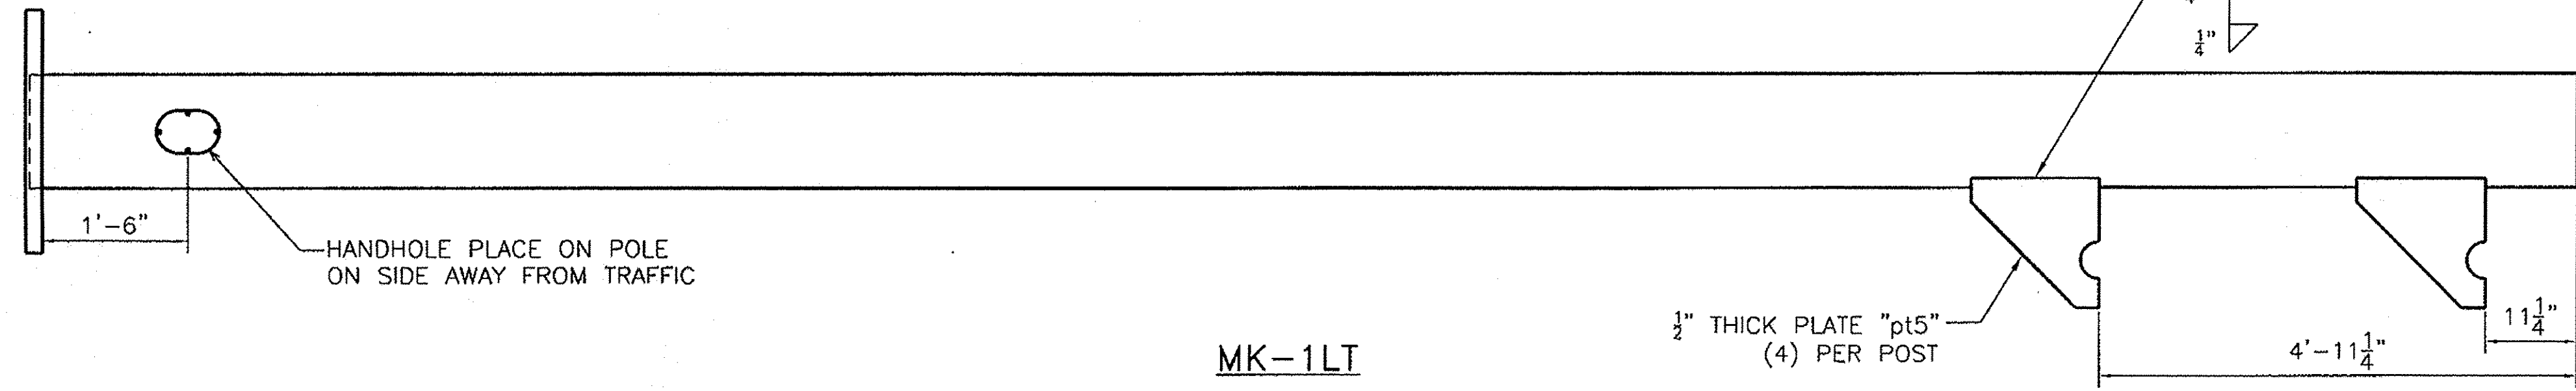 1/4"
1'-6"
HANDHOLE PLACE ON POLE
ON SIDE AWAY FROM TRAFFIC
1/2" THICK PLATE "pt5"
(4) PER POST
11 1/4"
4'-11 1/4"
MK-1LT